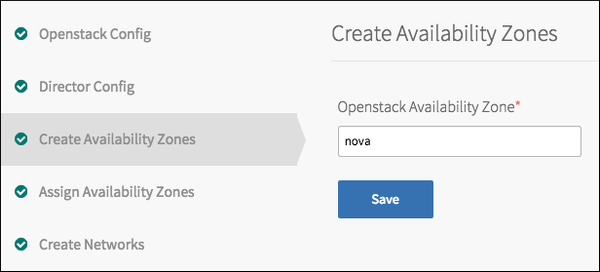 Openstack Config
Director Config
Create Availability Zones
Assign Availability Zones
Create Networks
Create Availability Zones
Openstack Availability Zone*
nova
Save